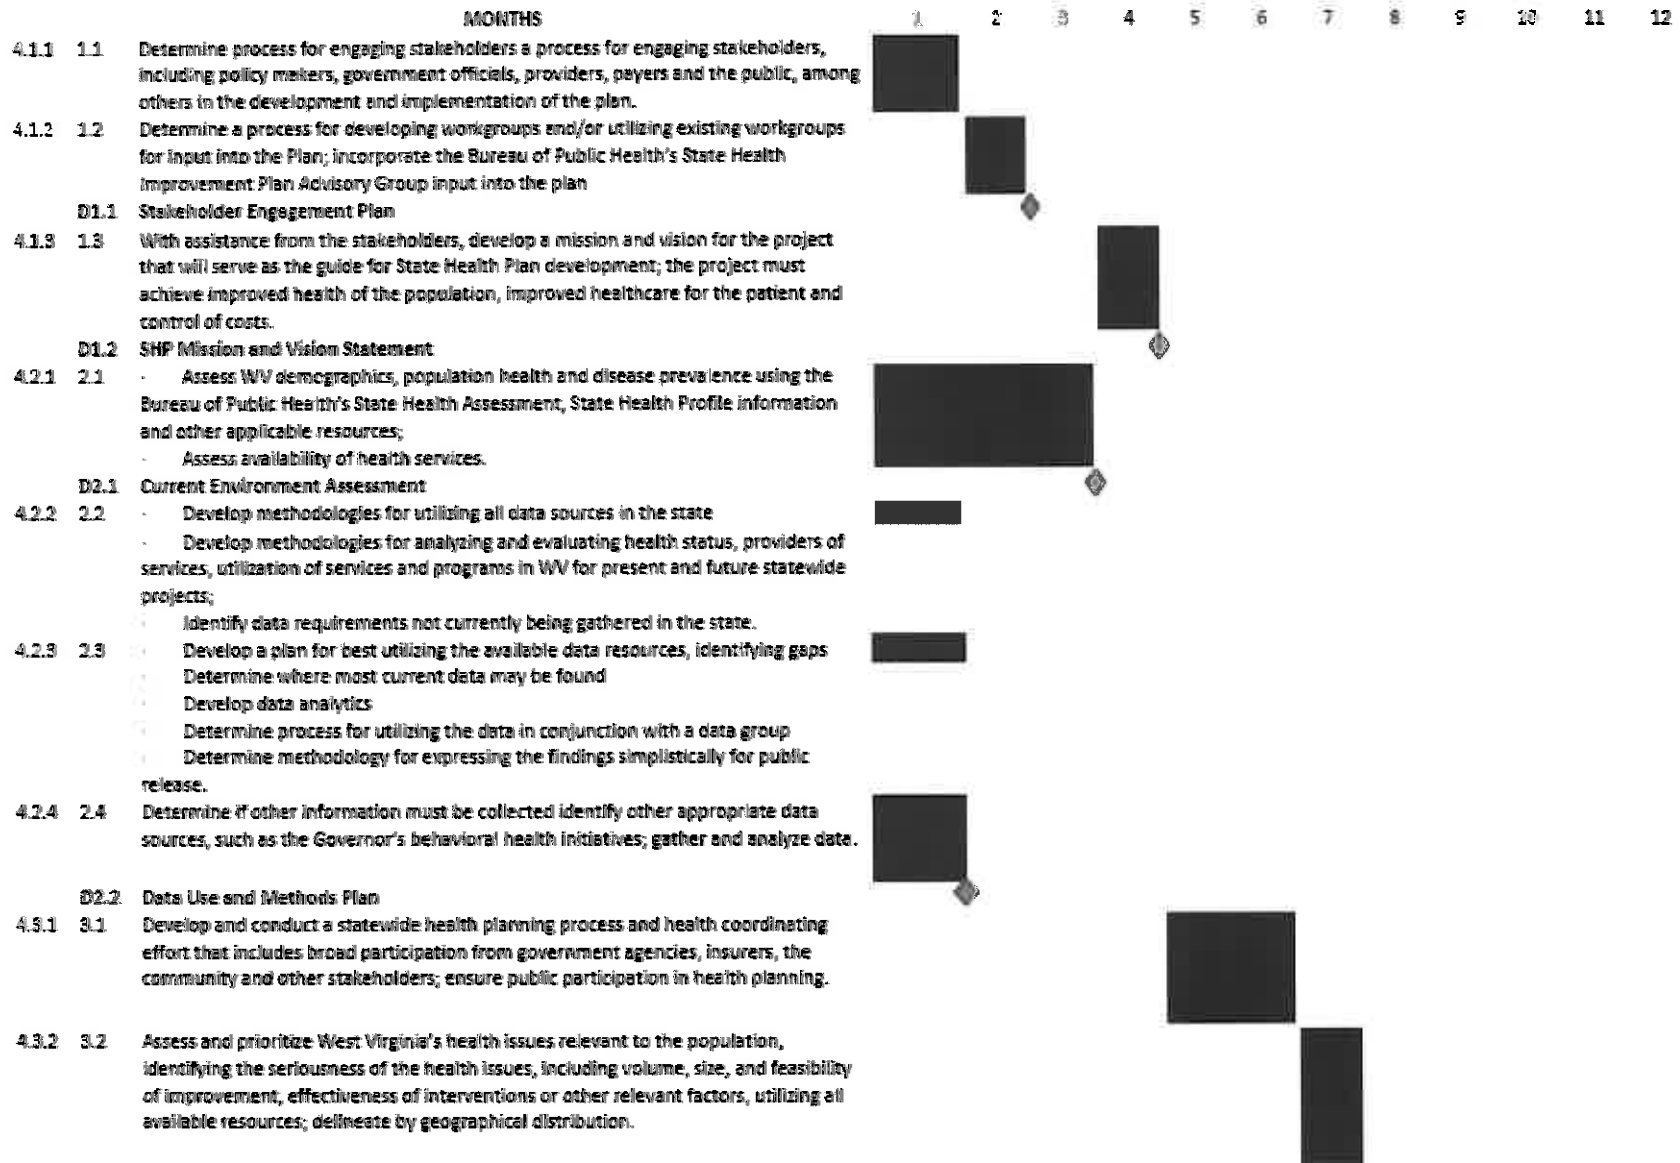 MONTHS 1 2 3 4 5 6 7 8 9 10 11 12
4.1.1 1.1 Determine process for engaging stakeholders a process for engaging stakeholders,
including policy makers, government officials, providers, payers and the public, among
others in the development and implementation of the plan.
4.1.2 1.2 Determine a process for developing workgroups and/or utilizing existing workgroups
for input into the Plan; incorporate the Bureau of Public Health's State Health
Improvement Plan Advisory Group input into the plan
D1.1 Stakeholder Engagement Plan
4.1.3 1.3 With assistance from the stakeholders, develop a mission and vision for the project
that will serve as the guide for State Health Plan development; the project must
achieve improved health of the population, improved healthcare for the patient and
control of costs.
D1.2 SHP Mission and Vision Statement
4.2.1 2.1 · Assess WV demographics, population health and disease prevalence using the
Bureau of Public Health's State Health Assessment, State Health Profile information
and other applicable resources;
· Assess availability of health services.
D2.1 Current Environment Assessment
4.2.2 2.2 · Develop methodologies for utilizing all data sources in the state
· Develop methodologies for analyzing and evaluating health status, providers of
services, utilization of services and programs in WV for present and future statewide
projects;
· Identify data requirements not currently being gathered in the state.
4.2.3 2.3 · Develop a plan for best utilizing the available data resources, identifying gaps
· Determine where most current data may be found
· Develop data analytics
· Determine process for utilizing the data in conjunction with a data group
· Determine methodology for expressing the findings simplistically for public
release.
4.2.4 2.4 Determine if other information must be collected identify other appropriate data
sources, such as the Governor's behavioral health initiatives; gather and analyze data.
D2.2 Data Use and Methods Plan
4.3.1 3.1 Develop and conduct a statewide health planning process and health coordinating
effort that includes broad participation from government agencies, insurers, the
community and other stakeholders; ensure public participation in health planning.
4.3.2 3.2 Assess and prioritize West Virginia's health issues relevant to the population,
identifying the seriousness of the health issues, including volume, size, and feasibility
of improvement, effectiveness of interventions or other relevant factors, utilizing all
available resources; delineate by geographical distribution.